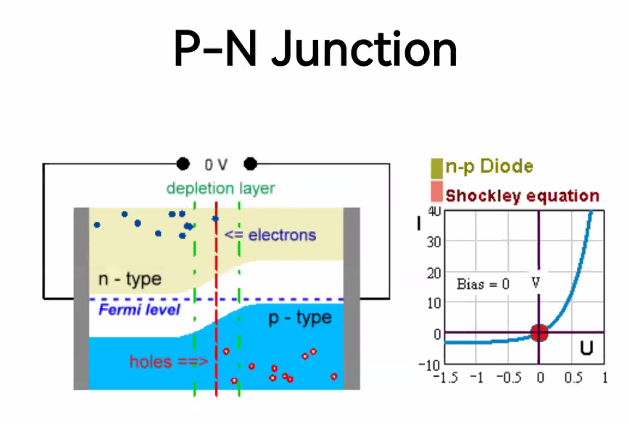 P-N Junction
0 V
depletion layer
<= electrons
n - type
Fermi level
p - type
holes ==>
n-p Diode
Shockley equation
I
40
30
20
10
0
-10
Bias = 0 V
U
-1.5 -1 -0.5 0 0.5 1